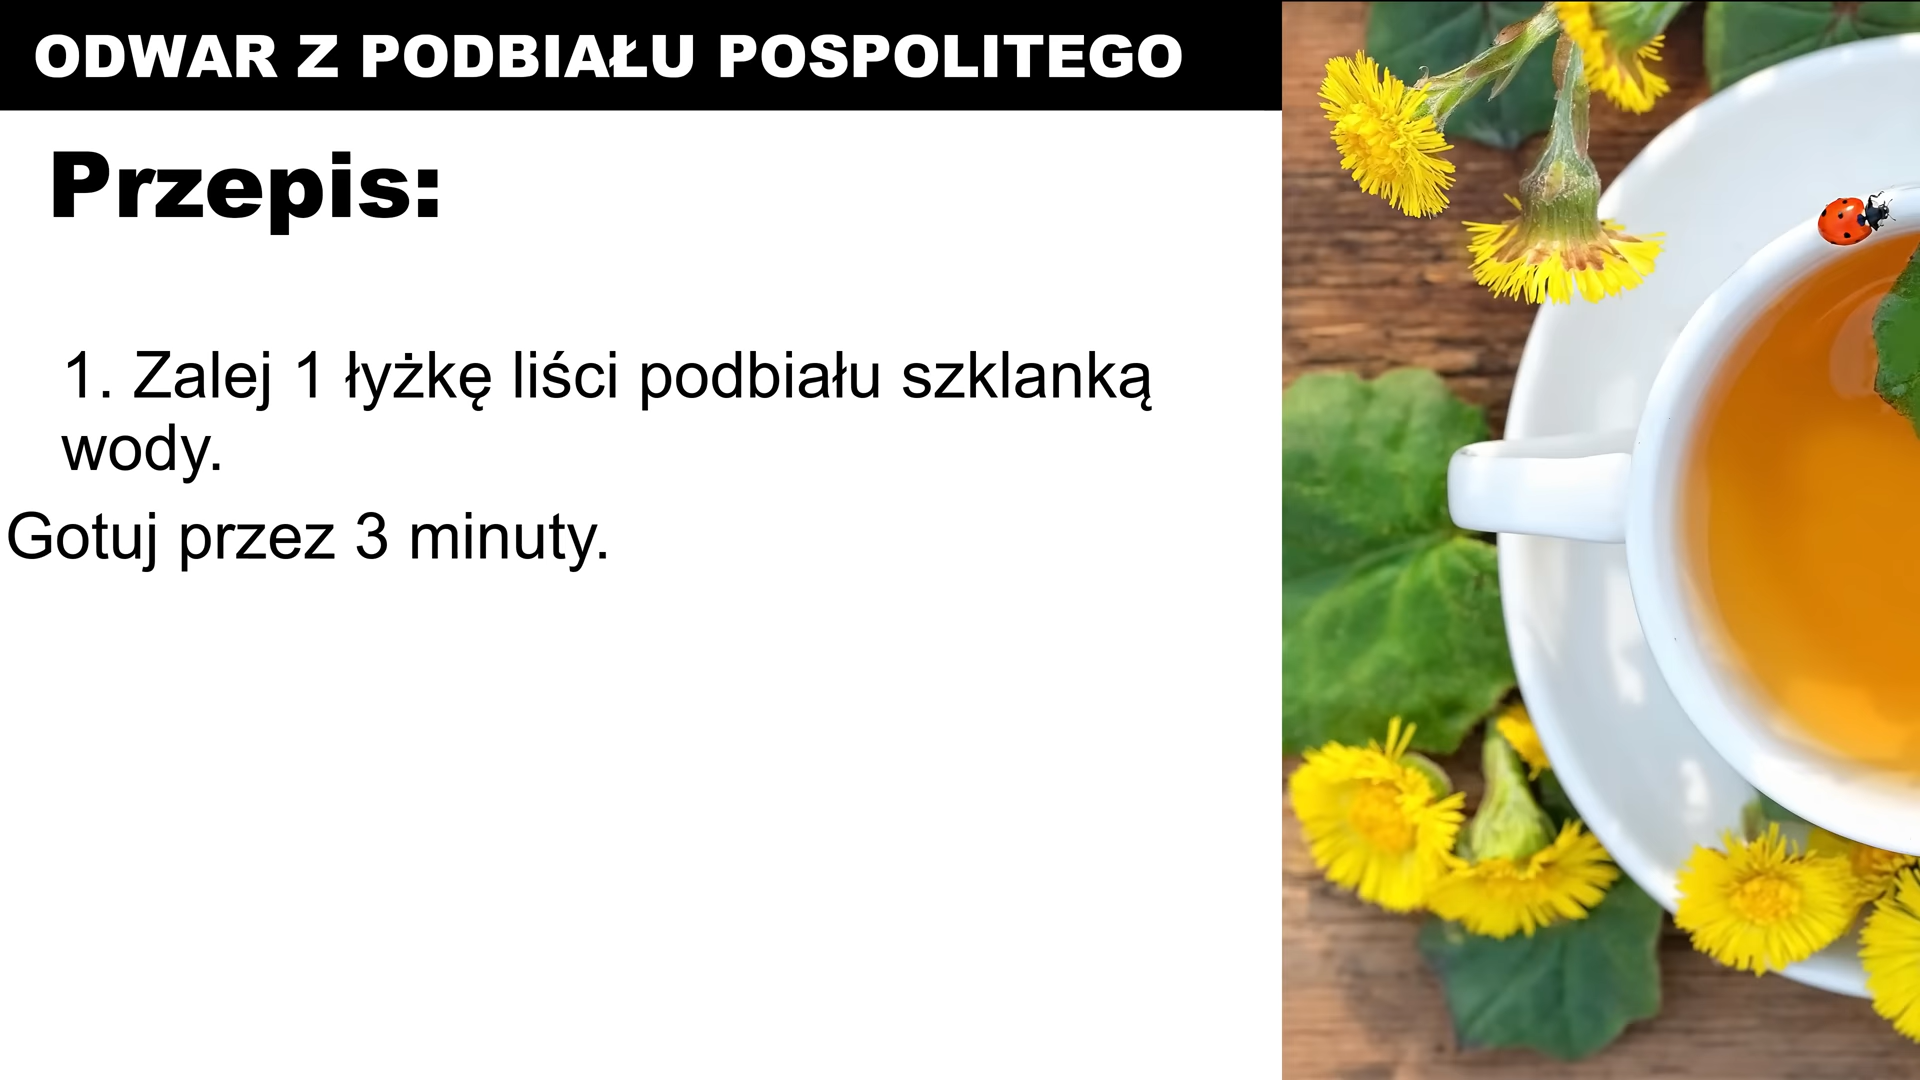 ODWAR Z PODBIAŁU POSPOLITEGO
Przepis:
1. Zalej 1 łyżkę liści podbiału szklanką
wody.
Gotuj przez 3 minuty.